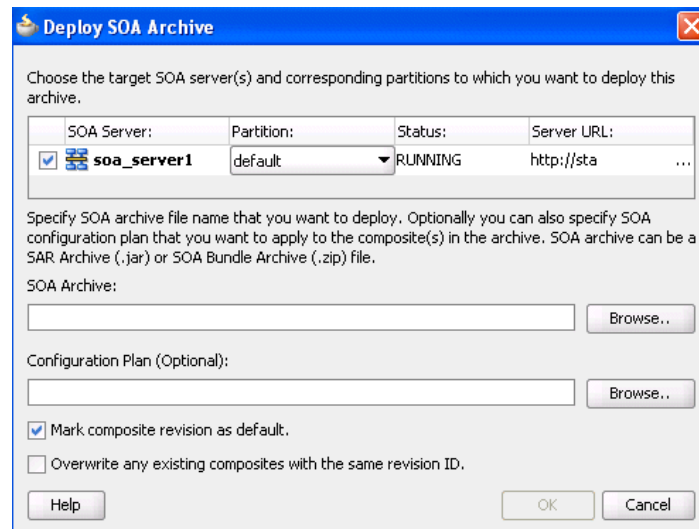 Deploy SOA Archive
Choose the target SOA server(s) and corresponding partitions to which you want to deploy this
archive.
SOA Server: Partition: Status: Server URL:
soa_server1 default RUNNING http://sta ...
Specify SOA archive file name that you want to deploy. Optionally you can also specify SOA
configuration plan that you want to apply to the composite(s) in the archive. SOA archive can be a
SAR Archive (.jar) or SOA Bundle Archive (.zip) file.
SOA Archive:
Browse..
Configuration Plan (Optional):
Browse..
Mark composite revision as default.
Overwrite any existing composites with the same revision ID.
Help OK Cancel